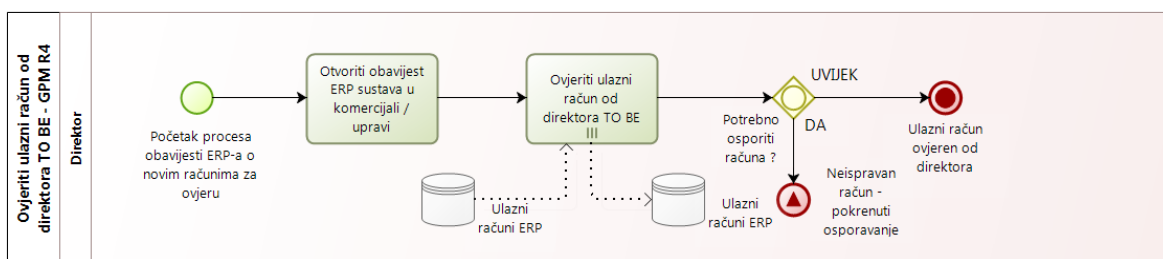 Ovjeriti ulazni račun od
direktora TO BE - GPM R4
Direktor
Početak procesa
obavijesti ERP-a o
novim računima za
ovjeru
Otvoriti obavijest
ERP sustava u
komercijali /
upravi
Ovjeriti ulazni
račun od
direktora TO BE
Ulazni
računi ERP
Ulazni
računi ERP
Potrebno
osporiti
računa ?
UVIJEK
DA
Ulazni račun
ovjeren od
direktora
Neispravan
račun -
pokrenuti
osporavanje